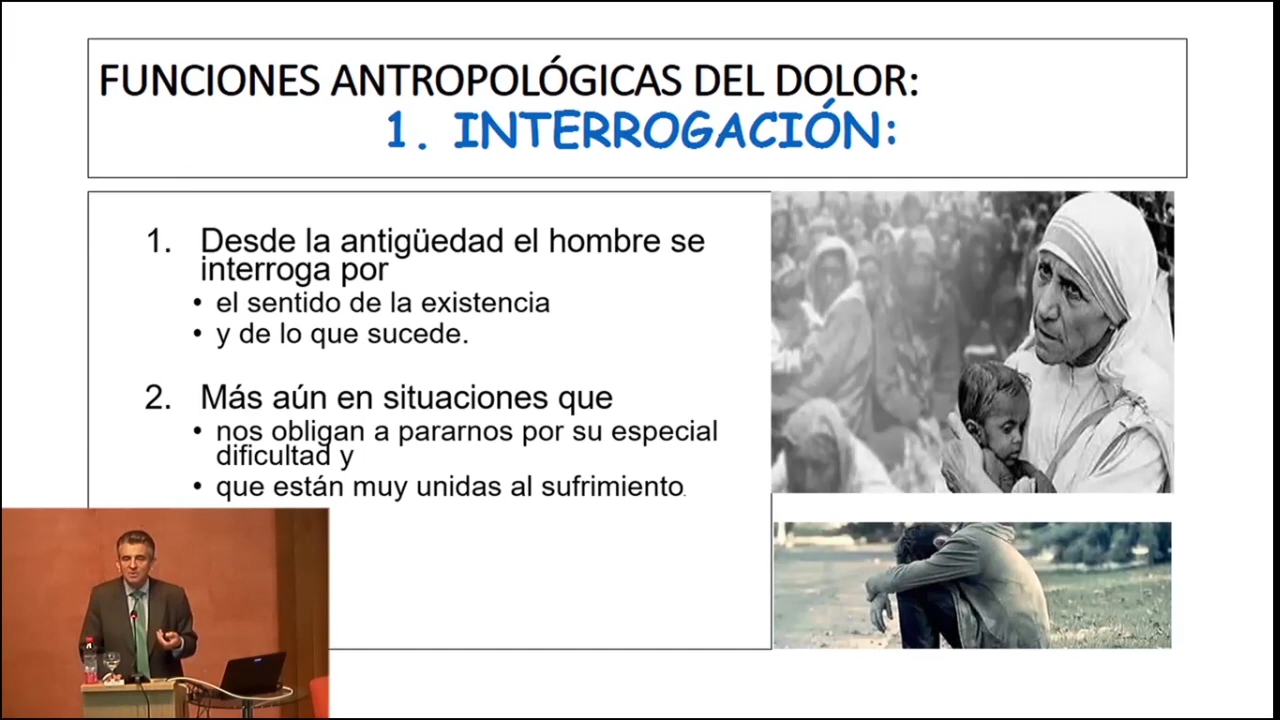 FUNCIONES ANTROPOLÓGICAS DEL DOLOR:
1. INTERROGACIÓN:
1. Desde la antigüedad el hombre se
interroga por
• el sentido de la existencia
• y de lo que sucede.
2. Más aún en situaciones que
• nos obligan a pararnos por su especial
dificultad y
• que están muy unidas al sufrimiento.